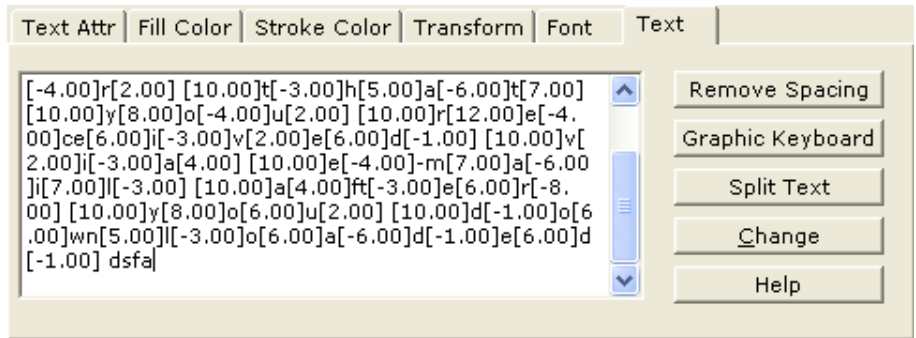 Text Attr Fill Color Stroke Color Transform Font Text
[-4.00]r[2.00] [10.00]t[-3.00]h[5.00]a[-6.00]t[7.00]
[10.00]y[8.00]o[-4.00]u[2.00] [10.00]r[12.00]e[-4.
00]ce[6.00]i[-3.00]v[2.00]e[6.00]d[-1.00] [10.00]v[
2.00]i[-3.00]a[4.00] [10.00]e[-4.00]-m[7.00]a[-6.00
]i[7.00]l[-3.00] [10.00]a[4.00]ft[-3.00]e[6.00]r[-8.
00] [10.00]y[8.00]o[6.00]u[2.00] [10.00]d[-1.00]o[6
.00]wn[5.00]l[-3.00]o[6.00]a[-6.00]d[-1.00]e[6.00]d
[-1.00] dsfa
Remove Spacing
Graphic Keyboard
Split Text
Change
Help